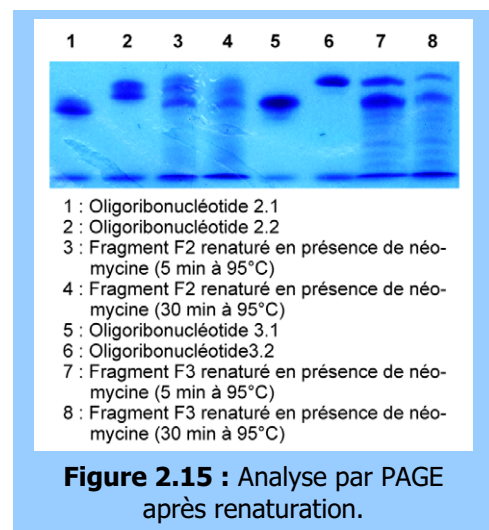 1 2 3 4 5 6 7 8
1 : Oligoribonucléotide 2.1
2 : Oligoribonucléotide 2.2
3 : Fragment F2 renaturé en présence de néo-
mycine (5 min à 95°C)
4 : Fragment F2 renaturé en présence de néo-
mycine (30 min à 95°C)
5 : Oligoribonucléotide 3.1
6 : Oligoribonucléotide3.2
7 : Fragment F3 renaturé en présence de néo-
mycine (5 min à 95°C)
8 : Fragment F3 renaturé en présence de néo-
mycine (30 min à 95°C)
Figure 2.15 : Analyse par PAGE
après renaturation.